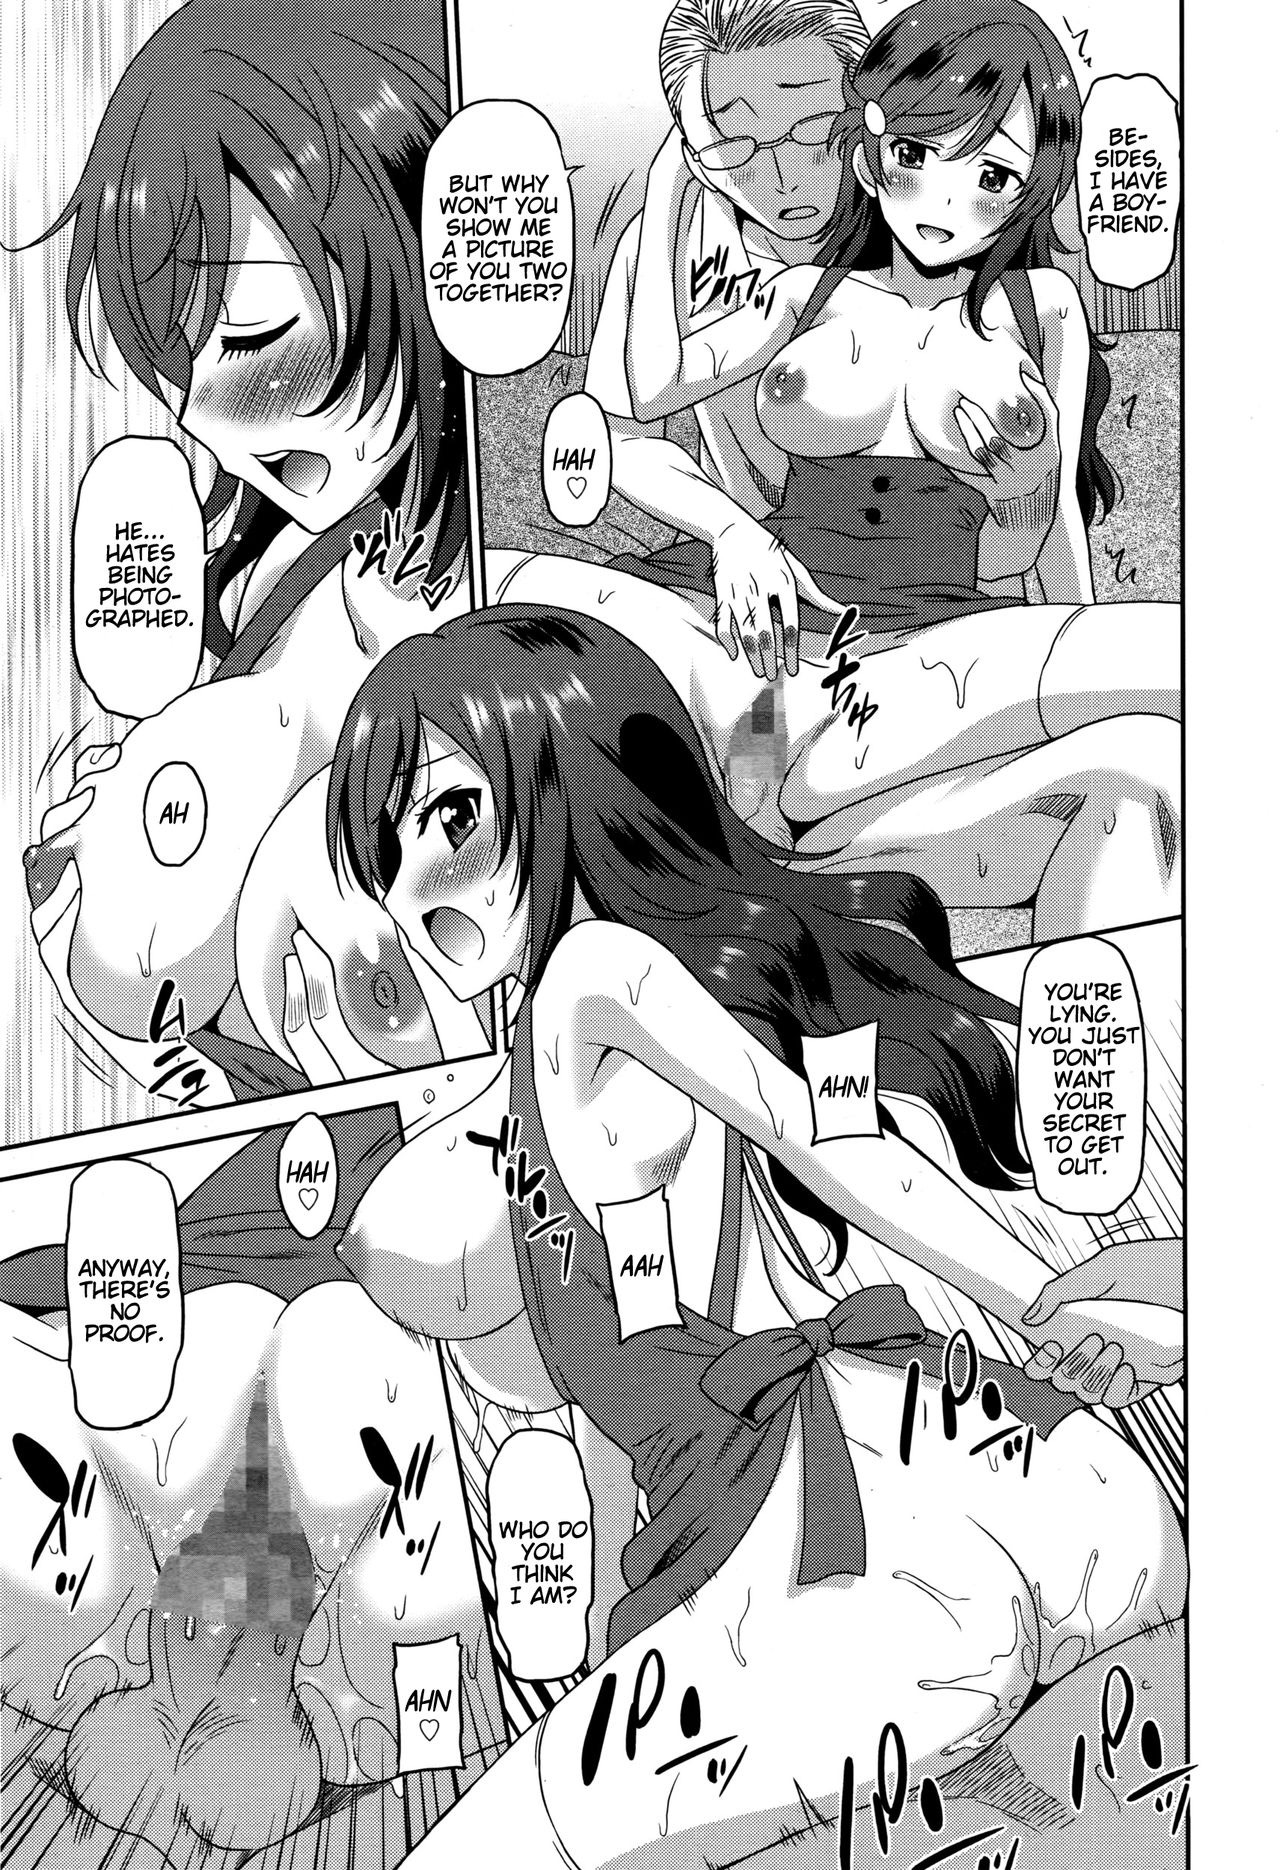 BE-
SIDES,
I HAVE
A BOY-
FRIEND.
BUT WHY
WON'T YOU
SHOW ME
A PICTURE
OF YOU TWO
TOGETHER?
HAH
♡
HE...
HATES
BEING
PHOTO-
GRAPHED.
AH
YOU'RE
LYING.
YOU JUST
DON'T
WANT
YOUR
SECRET
TO GET
OUT.
AHN!
AAH
HAH
♡
ANYWAY,
THERE'S
NO
PROOF.
WHO DO
YOU
THINK
I AM?
AHN
♡